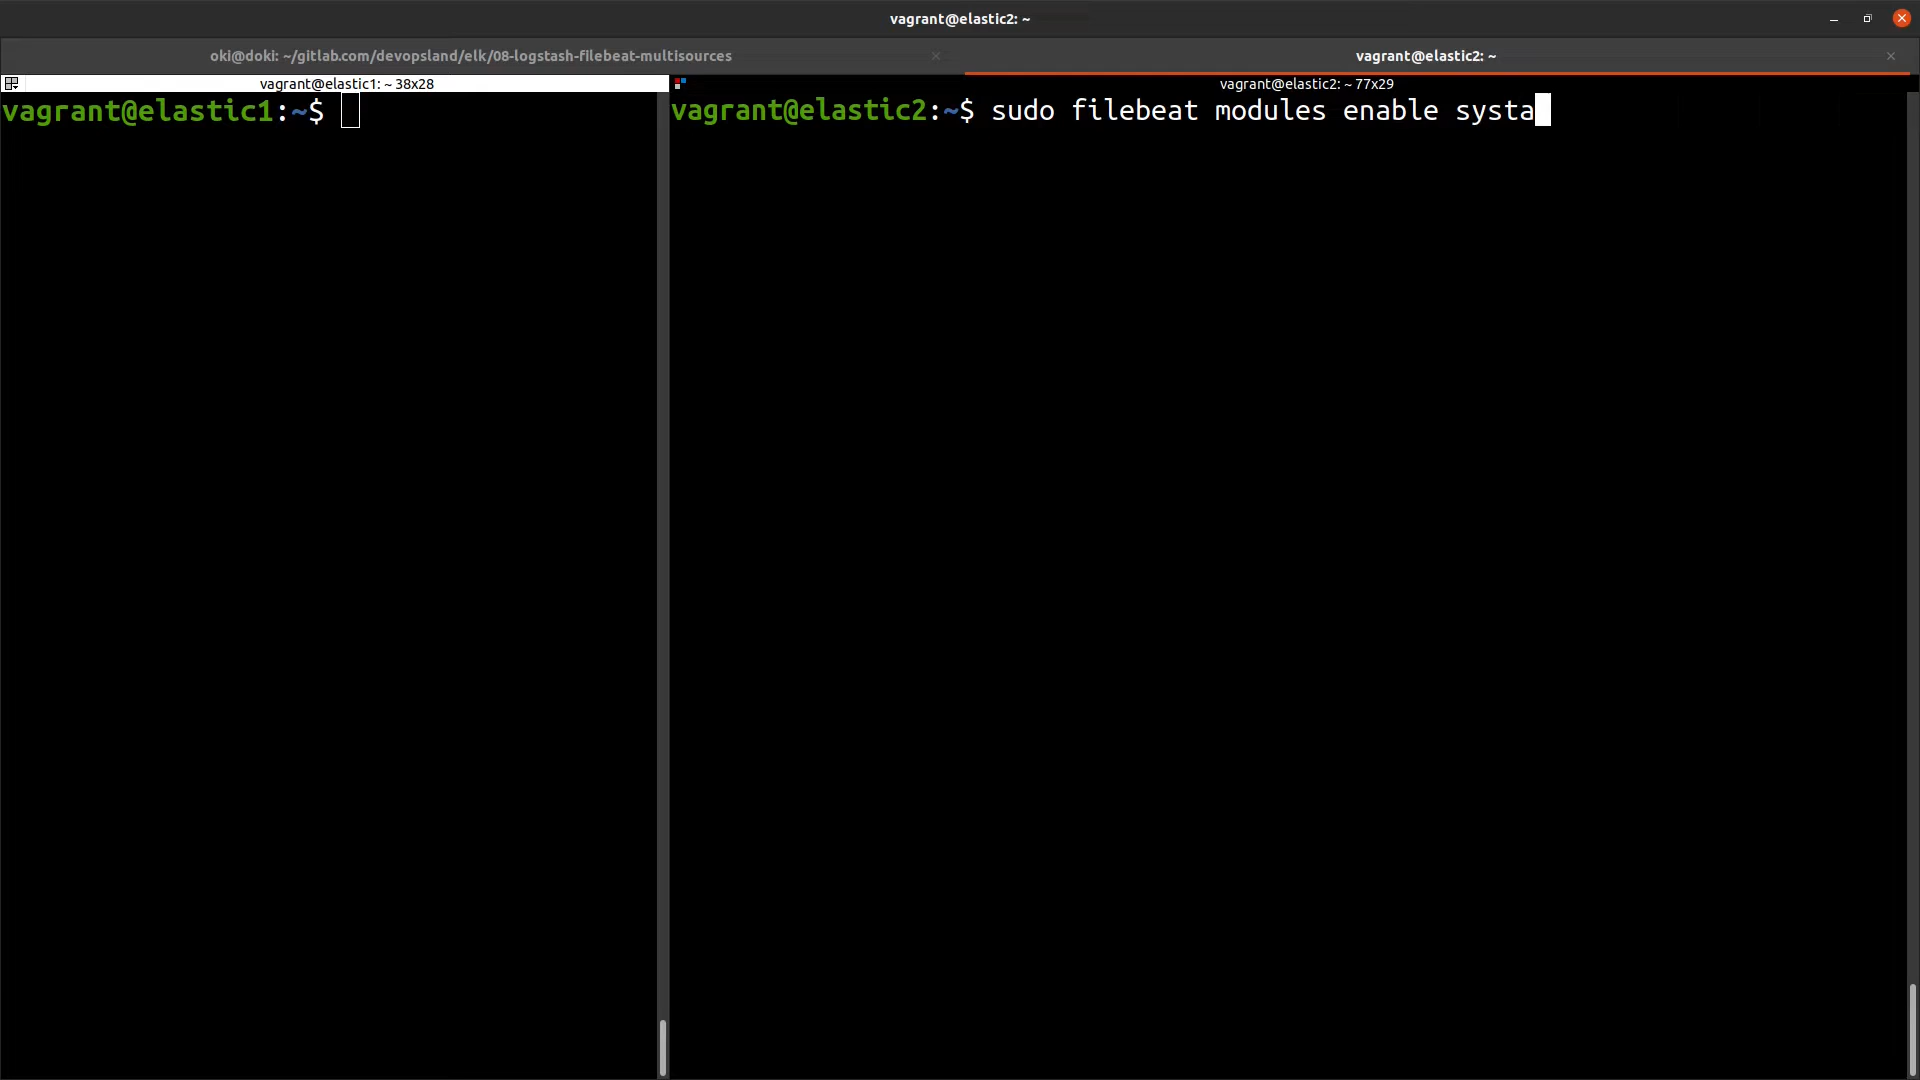 vagrant@elastic2: ~
oki@doki: ~/gitlab.com/devopsland/elk/08-logstash-filebeat-multisources
vagrant@elastic2: ~
vagrant@elastic1: ~ 38x28
vagrant@elastic1:~$
vagrant@elastic2: ~ 77x29
vagrant@elastic2:~$ sudo filebeat modules enable systa